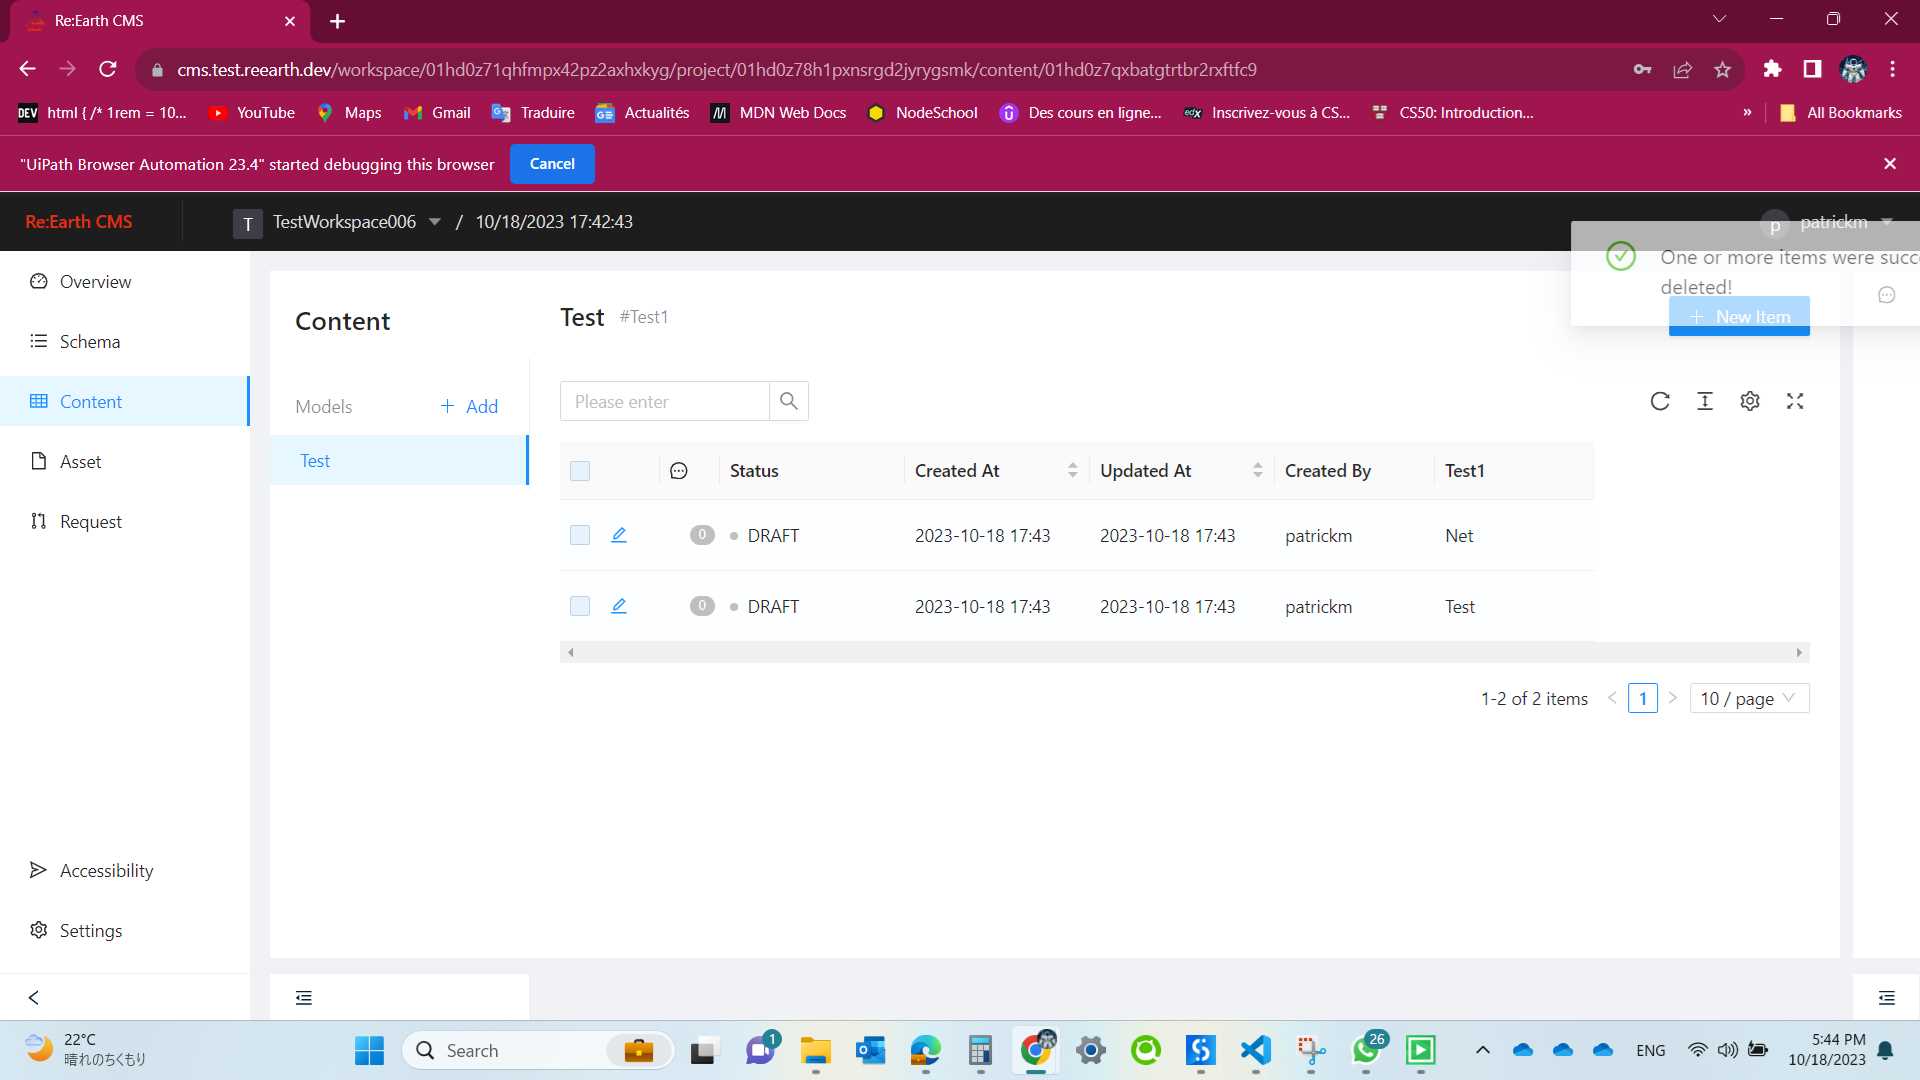 Re:Earth CMS
cms.test.reearth.dev/workspace/01hd0z71qhfmpx42pz2axhxkyg/project/01hd0z78h1pxnsrgd2jyrygsmk/content/01hd0z7qxbatgtrtbr2rxftfc9
DEV html { /* 1rem = 10... YouTube Maps Gmail Traduire Actualités MDN Web Docs NodeSchool Des cours en ligne... edX Inscrivez-vous à CS... CS50: Introduction... » All Bookmarks
"UiPath Browser Automation 23.4" started debugging this browser Cancel
Re:Earth CMS T TestWorkspace006 / 10/18/2023 17:42:43 p patrickm
One or more items were succ
deleted!
Overview
Schema
Content
Asset
Request
Accessibility
Settings
Content
Models + Add
Test
Test #Test1
+ New Item
Please enter
Status Created At Updated At Created By Test1
0 DRAFT 2023-10-18 17:43 2023-10-18 17:43 patrickm Net
0 DRAFT 2023-10-18 17:43 2023-10-18 17:43 patrickm Test
1-2 of 2 items < 1 > 10 / page
22°C
晴れのちくもり
Search
1
26
ENG
5:44 PM
10/18/2023